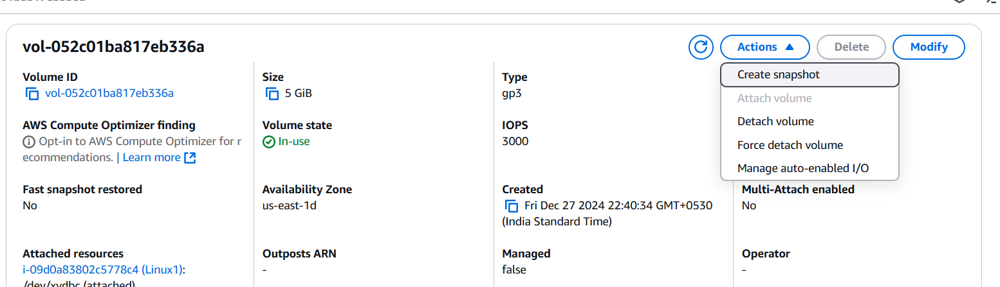 vol-052c01ba817eb336a
Actions
Delete
Modify
Create snapshot
Attach volume
Detach volume
Force detach volume
Manage auto-enabled I/O
Volume ID
vol-052c01ba817eb336a
Size
5 GiB
Type
gp3
AWS Compute Optimizer finding
Opt-in to AWS Compute Optimizer for r
ecommendations. | Learn more
Volume state
In-use
IOPS
3000
Fast snapshot restored
No
Availability Zone
us-east-1d
Created
Fri Dec 27 2024 22:40:34 GMT+0530
(India Standard Time)
Multi-Attach enabled
No
Attached resources
i-09d0a83802c5778c4 (Linux1):
/dev/xvdbc (attached)
Outposts ARN
-
Managed
false
Operator
-